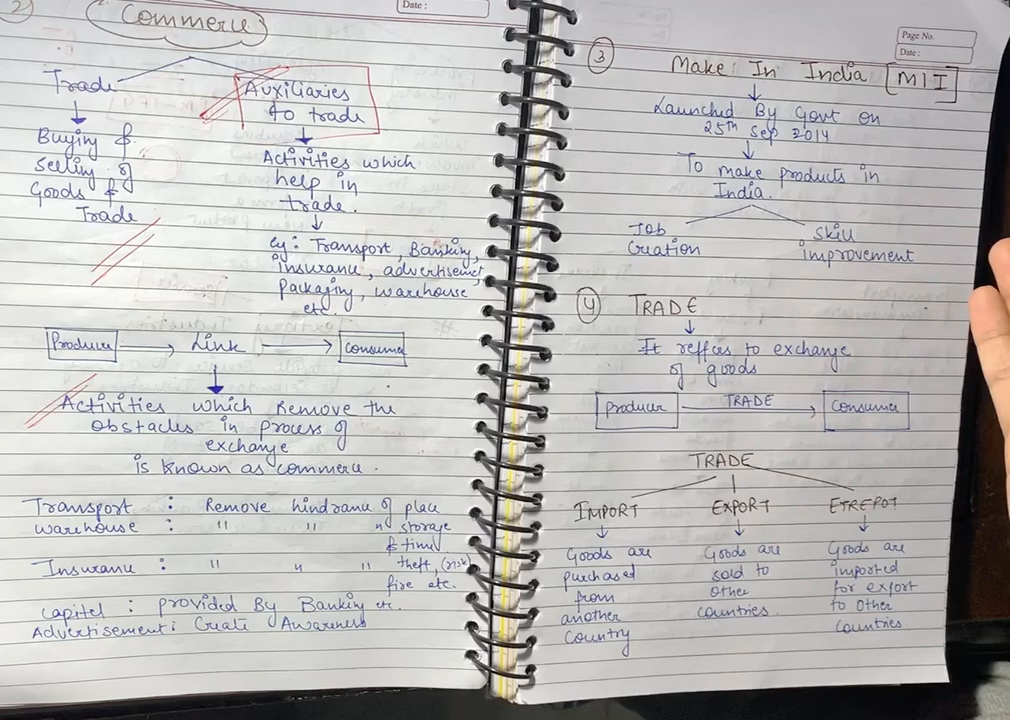 2)
Commerce
Date :
Trade
Auxiliaries
to trade
Buying &
selling of
Goods &
Trade
Activities which
help in
trade.
eg: Transport, Banking,
insurance, advertisement
packaging, warehouse
etc.
Producer
Link
Consumer
Activities which Remove the
obstacles in process of
exchange
is known as commerce.
Transport : Remove hindrance of place
warehouse : " " " storage
& time
Insurance : " " " theft, (risk)
fire etc.
Capital : provided By Banking etc.
Advertisement : Create Awareness
Page No.
Date :
3
Make In India [MII]
Launched By Govt on
25th Sep 2014
To make products in
India.
Job
Creation
Skill
improvement
4
TRADE
It reffers to exchange
of goods
Producer
TRADE
Consumer
TRADE
IMPORT
EXPORT
ETREPOT
Goods are
purchased
from
another
Country
Goods are
sold to
other
countries.
Goods are
imported
for export
to other
Countries